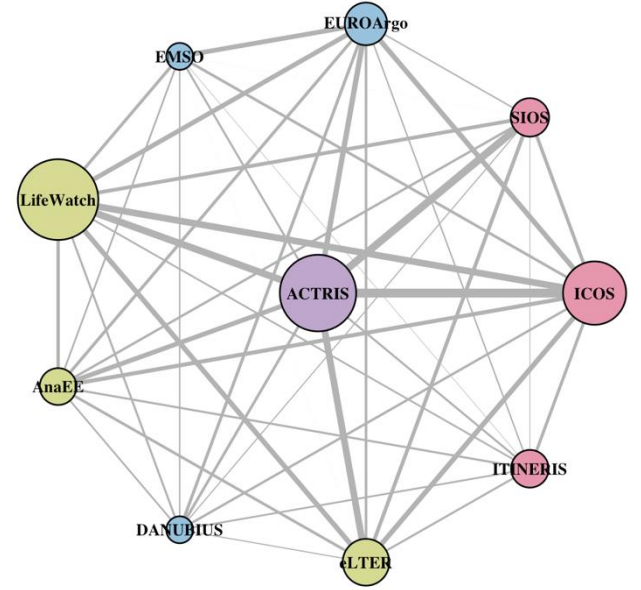 EUROArgo
EMSO
SIOS
LifeWatch
ACTRIS
ICOS
AnaEE
ITINERIS
DANUBIUS
eLTER